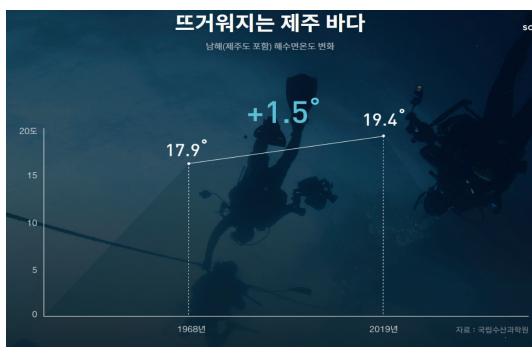 뜨거워지는 제주 바다
남해(제주도 포함) 해수면온도 변화
+1.5°
17.9°
19.4°
20도
15
10
5
0
1968년
2019년
자료 : 국립수산과학원